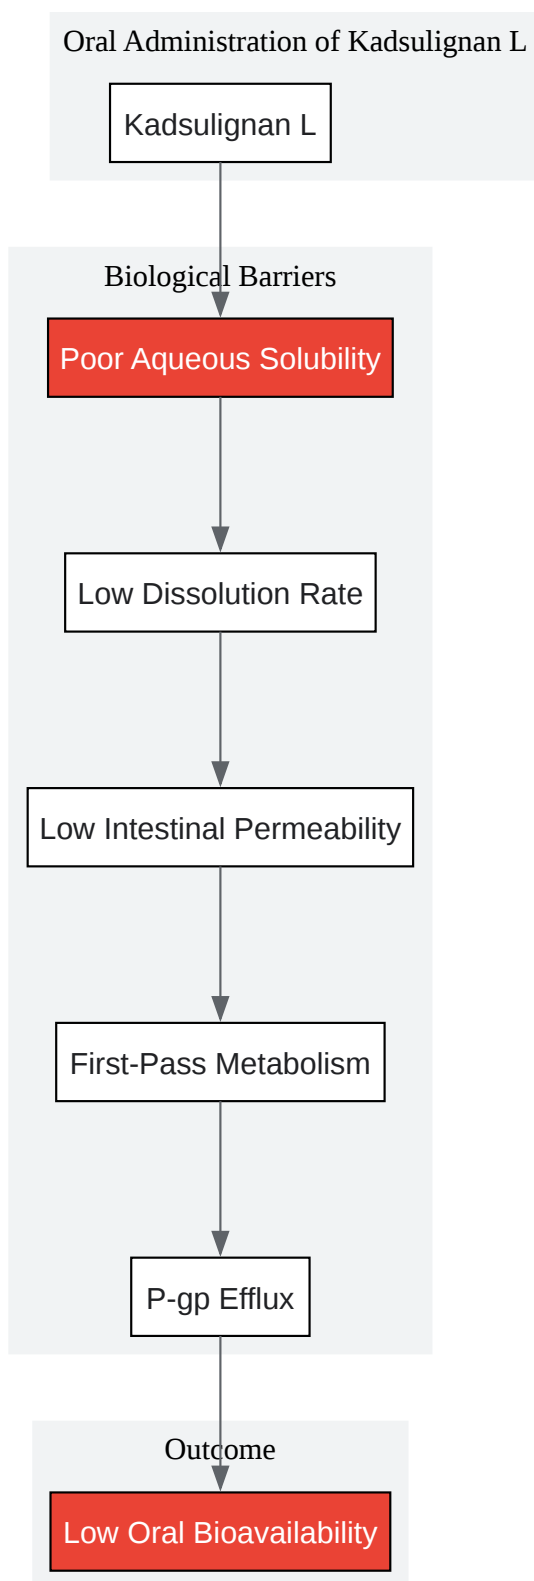 Oral Administration of Kadsulignan L
Kadsulignan L
Biological Barriers
Poor Aqueous Solubility
Low Dissolution Rate
Low Intestinal Permeability
First-Pass Metabolism
P-gp Efflux
Outcome
Low Oral Bioavailability